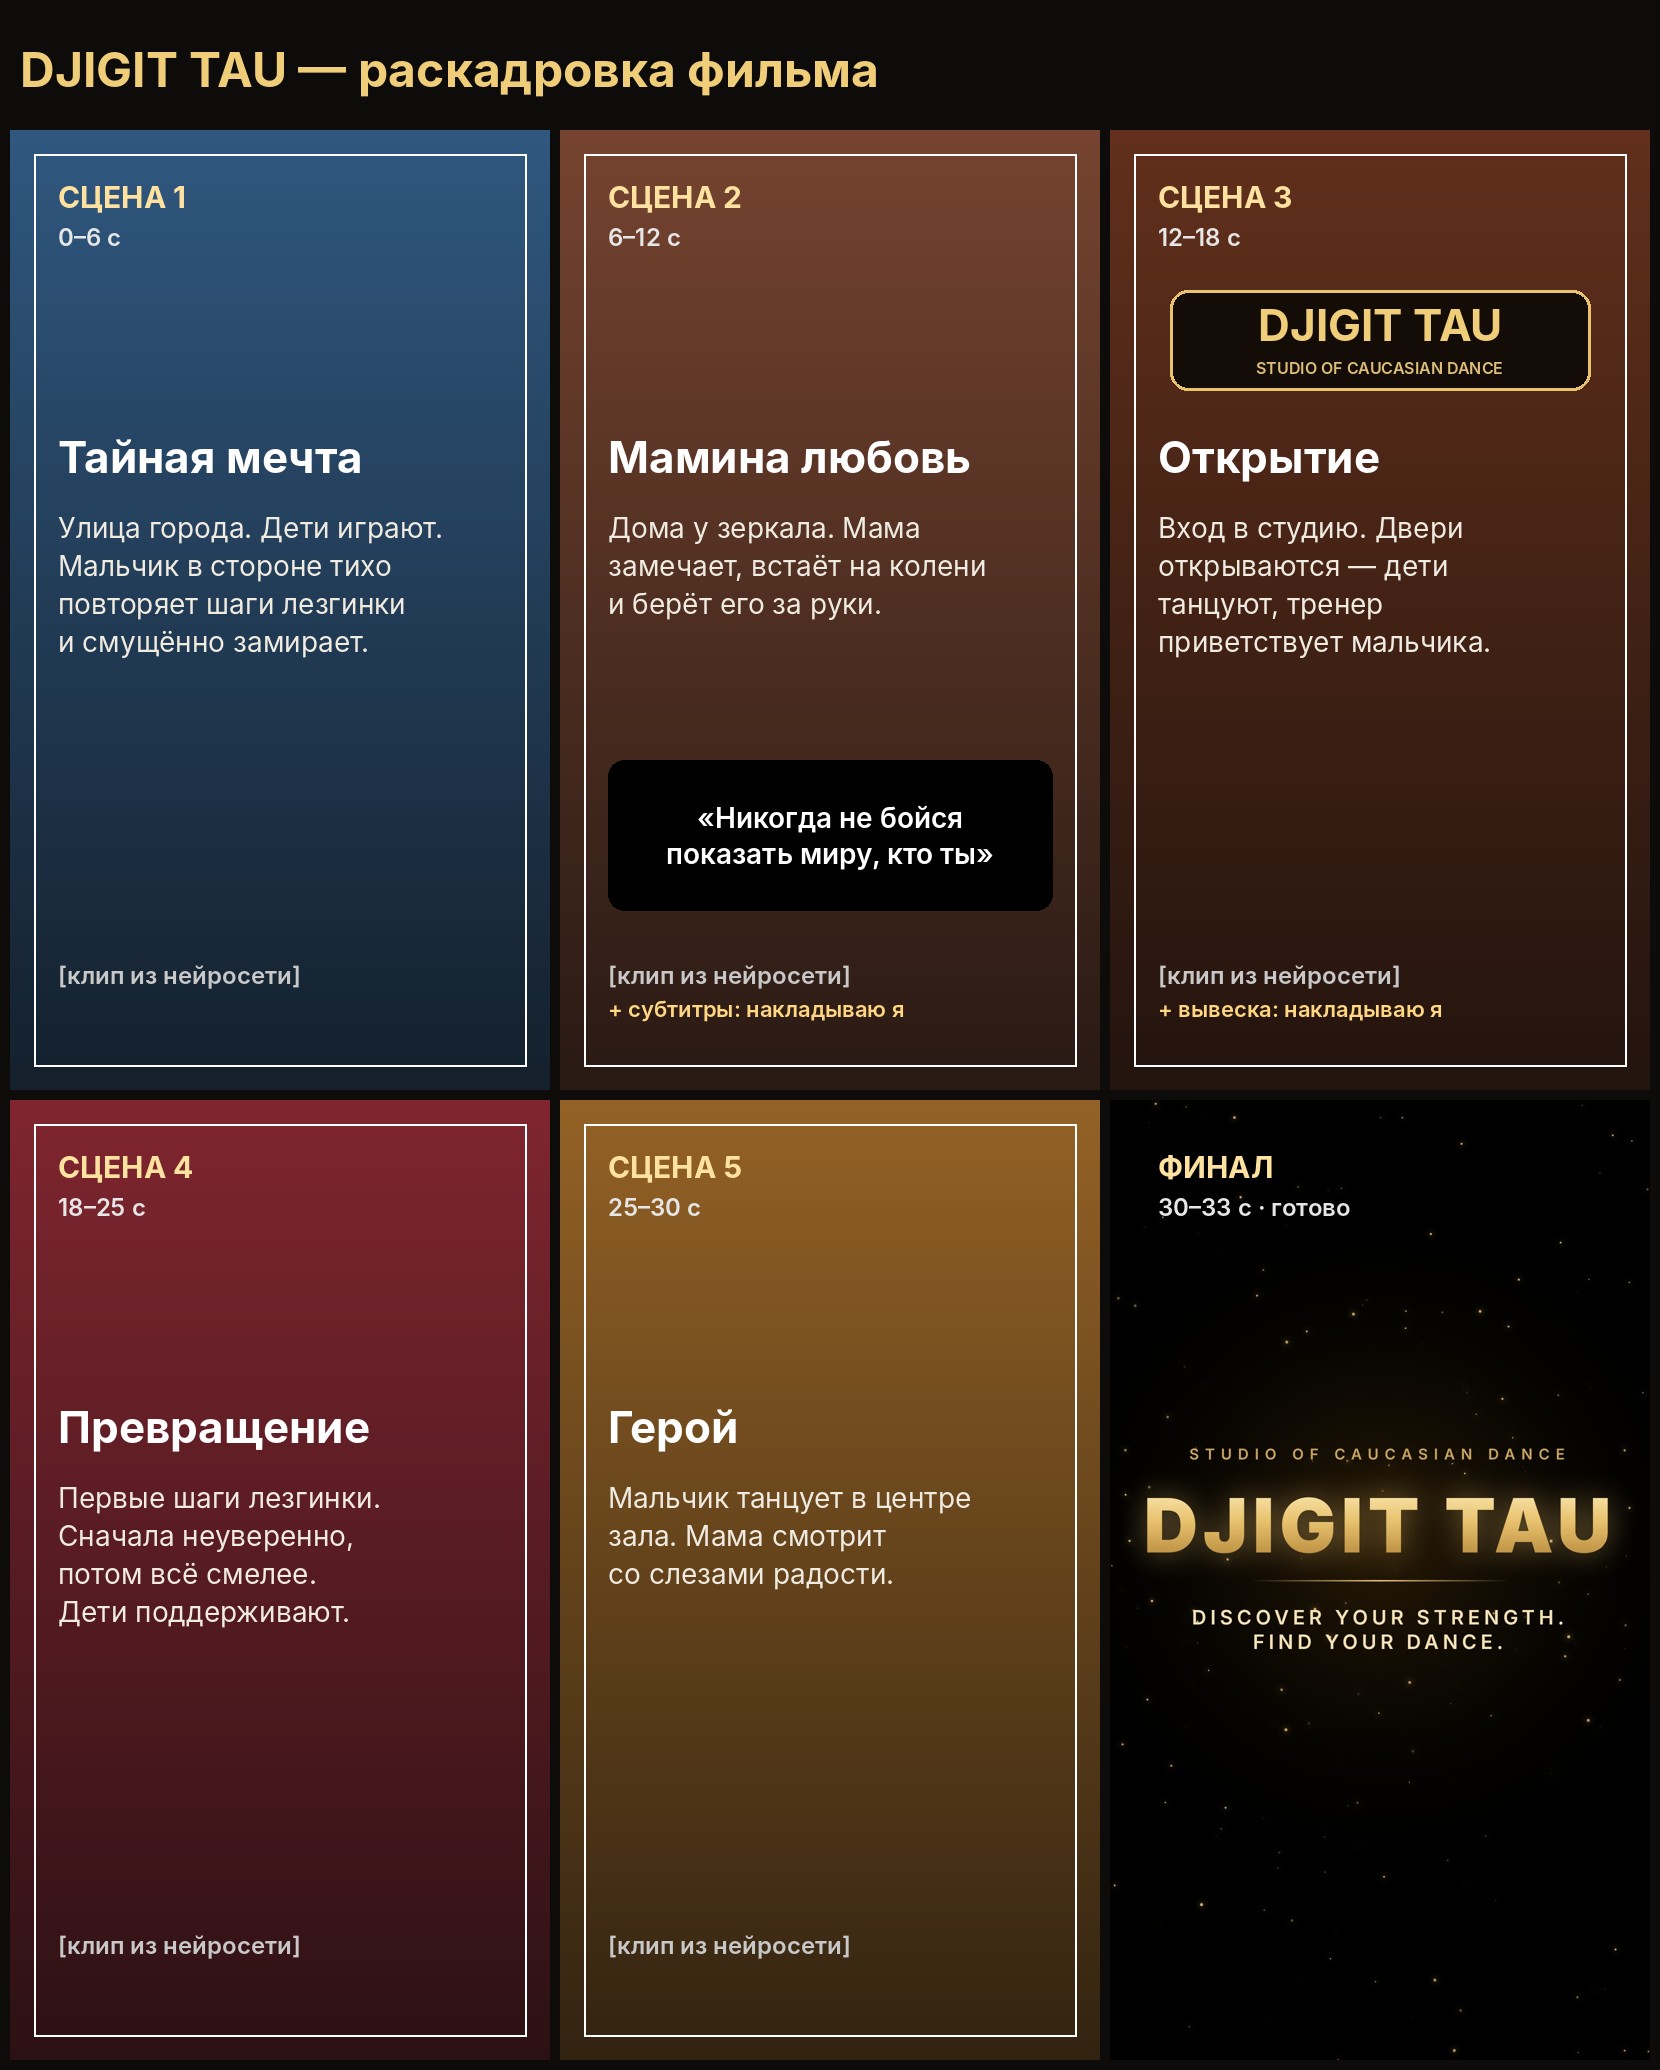 DJIGIT TAU — раскадровка фильма
СЦЕНА 1
0–6 с
Тайная мечта
Улица города. Дети играют.
Мальчик в стороне тихо
повторяет шаги лезгинки
и смущённо замирает.
[клип из нейросети]
СЦЕНА 2
6–12 с
Мамина любовь
Дома у зеркала. Мама
замечает, встаёт на колени
и берёт его за руки.
«Никогда не бойся
показать миру, кто ты»
[клип из нейросети]
+ субтитры: накладываю я
СЦЕНА 3
12–18 с
DJIGIT TAU
STUDIO OF CAUCASIAN DANCE
Открытие
Вход в студию. Двери
открываются — дети
танцуют, тренер
приветствует мальчика.
[клип из нейросети]
+ вывеска: накладываю я
СЦЕНА 4
18–25 с
Превращение
Первые шаги лезгинки.
Сначала неуверенно,
потом всё смелее.
Дети поддерживают.
[клип из нейросети]
СЦЕНА 5
25–30 с
Герой
Мальчик танцует в центре
зала. Мама смотрит
со слезами радости.
[клип из нейросети]
ФИНАЛ
30–33 с · готово
STUDIO OF CAUCASIAN DANCE
DJIGIT TAU
DISCOVER YOUR STRENGTH.
FIND YOUR DANCE.